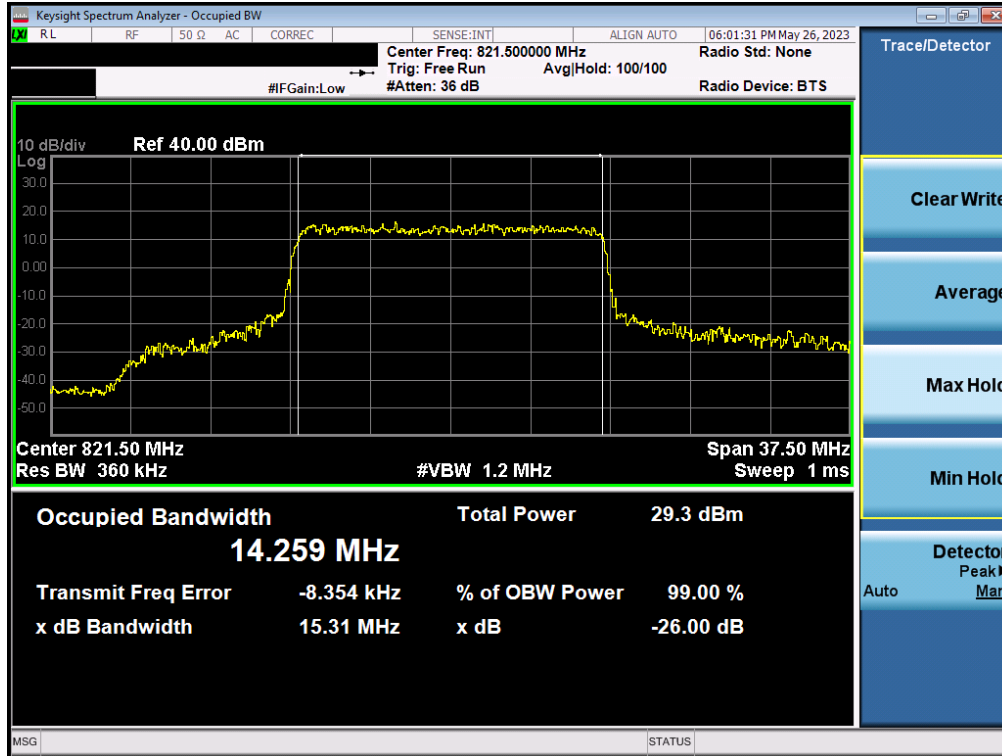 Keysight Spectrum Analyzer - Occupied BW
LXI RL RF 50 Ω AC CORREC SENSE:INT ALIGN AUTO 06:01:31 PM May 26, 2023
Center Freq: 821.500000 MHz Radio Std: None
Trig: Free Run Avg|Hold: 100/100
#IFGain:Low #Atten: 36 dB Radio Device: BTS
Trace/Detector
10 dB/div Ref 40.00 dBm
Log
30.0
20.0
10.0
0.00
-10.0
-20.0
-30.0
-40.0
-50.0
Center 821.50 MHz Span 37.50 MHz
Res BW 360 kHz #VBW 1.2 MHz Sweep 1 ms
Occupied Bandwidth Total Power 29.3 dBm
14.259 MHz
Transmit Freq Error -8.354 kHz % of OBW Power 99.00 %
x dB Bandwidth 15.31 MHz x dB -26.00 dB
Clear Write
Average
Max Hold
Min Hold
Detector
Peak
Auto Man
MSG STATUS